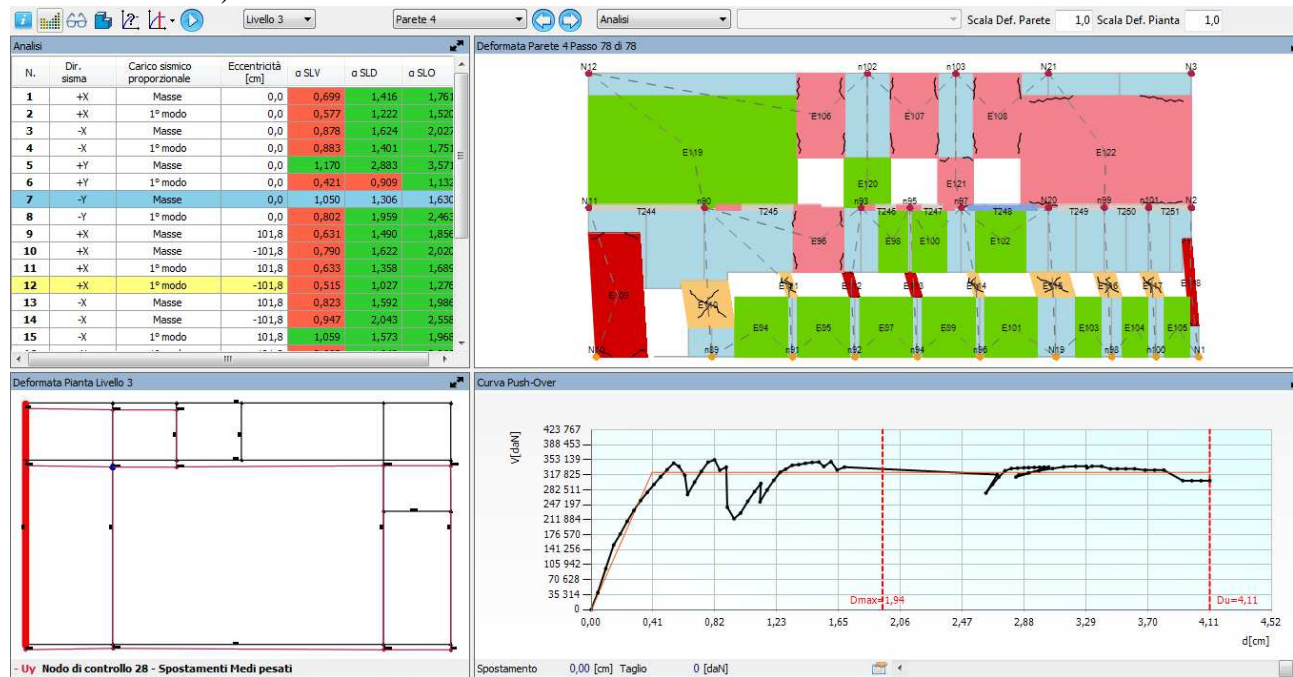 Livello 3 Parete 4 Analisi Scala Def. Parete 1,0 Scala Def. Pianta 1,0
Analisi
N. Dir. sisma Carico sismico proporzionale Eccentricità [cm] α SLV α SLD α SLO
1 +X Masse 0,0 0,699 1,416 1,761
2 +X 1° modo 0,0 0,577 1,222 1,520
3 -X Masse 0,0 0,878 1,624 2,027
4 -X 1° modo 0,0 0,883 1,401 1,751
5 +Y Masse 0,0 1,170 2,883 3,571
6 +Y 1° modo 0,0 0,421 0,909 1,132
7 -Y Masse 0,0 1,050 1,306 1,630
8 -Y 1° modo 0,0 0,802 1,959 2,463
9 +X Masse 101,8 0,631 1,490 1,856
10 +X Masse -101,8 0,790 1,622 2,020
11 +X 1° modo 101,8 0,633 1,358 1,689
12 +X 1° modo -101,8 0,515 1,027 1,276
13 -X Masse 101,8 0,823 1,592 1,986
14 -X Masse -101,8 0,947 2,043 2,558
15 -X 1° modo 101,8 1,059 1,573 1,968
Deformata Parete 4 Passo 78 di 78
N12 n102 n103 N21 N3
E106 E107 E108
E119 E122
E120 E121
N11 n90 n93 n95 n97 N20 n99 n101 N2
T244 T245 T246 T247 T248 T249 T250 T251
E96 E98 E100 E102
E110 E114 E115 E116 E117
E94 E95 E97 E99 E101 E103 E104 E105
n89 n91 n92 n94 n96 N19 n98 n100 N1
Deformata Pianta Livello 3
- Uy Nodo di controllo 28 - Spostamenti Medi pesati
Curva Push-Over
V[daN]
423 767
388 453
353 139
317 825
282 511
247 197
211 884
176 570
141 256
105 942
70 628
35 314
0
Dmax=1,94 Du=4,11
0,00 0,41 0,82 1,23 1,65 2,06 2,47 2,88 3,29 3,70 4,11 4,52
d[cm]
Spostamento 0,00 [cm] Taglio 0 [daN]